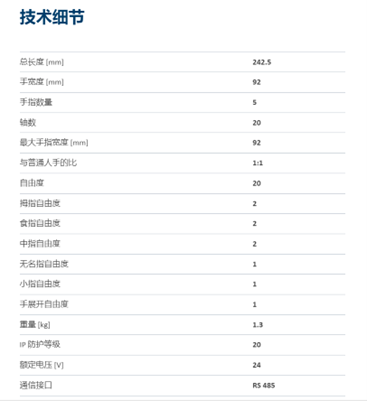 技术细节
总长度 [mm] 242.5
手宽度 [mm] 92
手指数量 5
轴数 20
最大手指宽度 [mm] 92
与普通人手的比 1:1
自由度 20
拇指自由度 2
食指自由度 2
中指自由度 2
无名指自由度 1
小指自由度 1
手展开自由度 1
重量 [kg] 1.3
IP 防护等级 20
额定电压 [V] 24
通信接口 RS 485